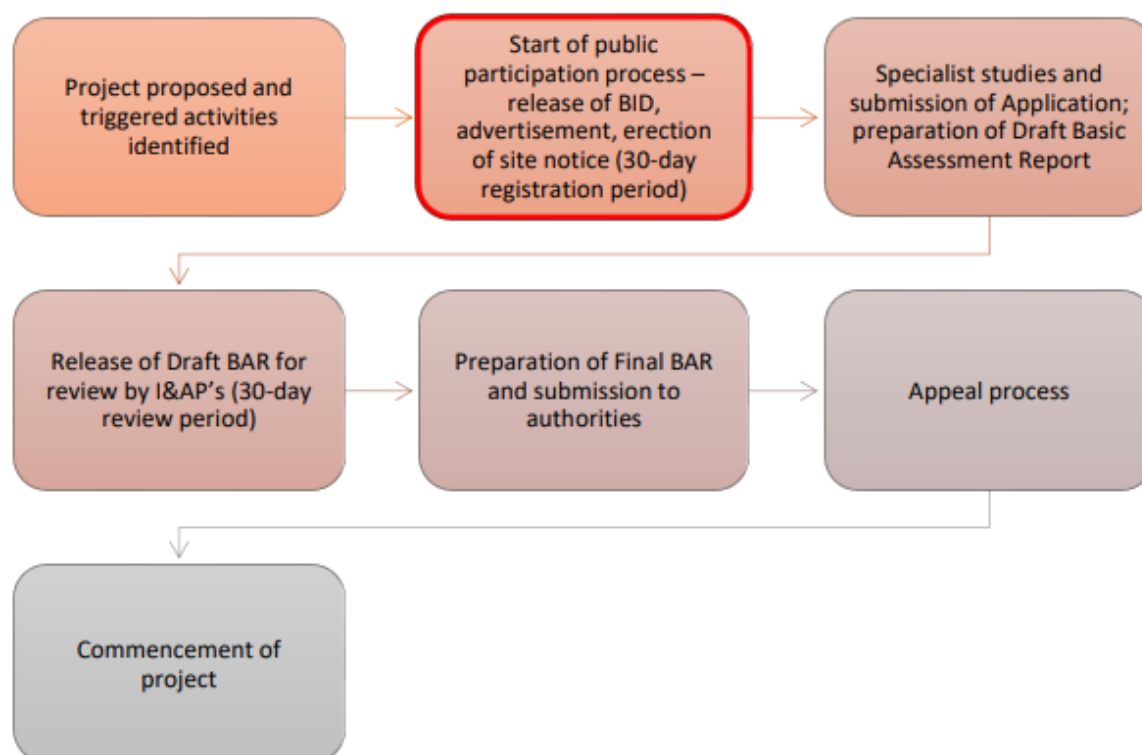 Project proposed and
triggered activities
identified
Start of public
participation process –
release of BID,
advertisement, erection
of site notice (30-day
registration period)
Specialist studies and
submission of Application;
preparation of Draft Basic
Assessment Report
Release of Draft BAR for
review by I&AP’s (30-day
review period)
Preparation of Final BAR
and submission to
authorities
Appeal process
Commencement of
project